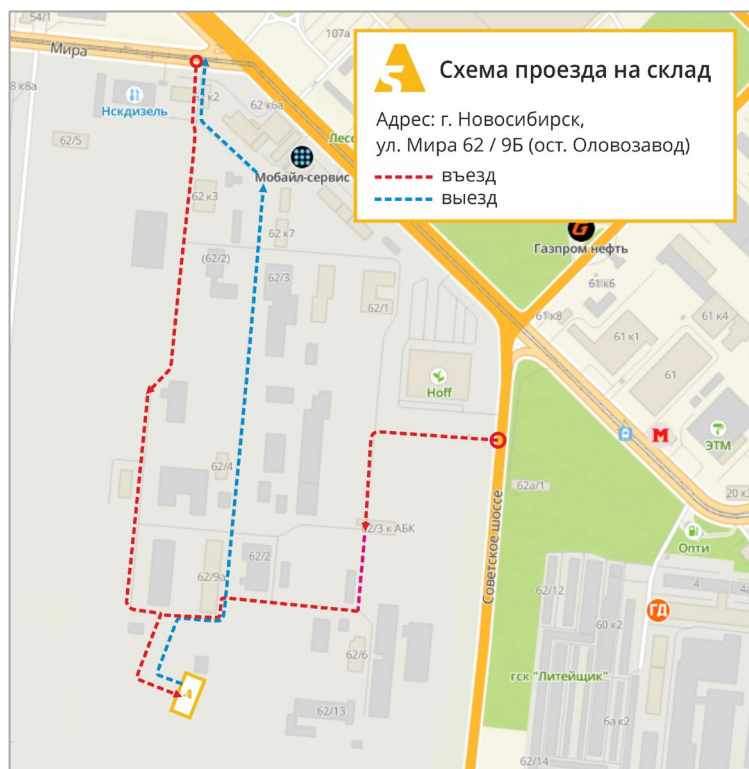 54/1
107а
Мира
8 к8а
Нскдизель
к2
62 к6а
62/5
Лесо
Мобайл-сервис
62 к3
62 к7
(62/2)
62/3
62/1
Схема проезда на склад
Адрес: г. Новосибирск,
ул. Мира 62 / 9Б (ост. Оловозавод)
въезд
выезд
G
Газпром нефть
61 к6
61 к8
61 к1
61 к4
61
Hoff
М
ЭТМ
20 к
62/4
62а/1
62/3 к АБК
Советское шоссе
Опти
62/2
62/9а
62/12
4
4а
ГД
60 к2
62/6
гск "Литейщик"
А
62/13
6а к2
62/14